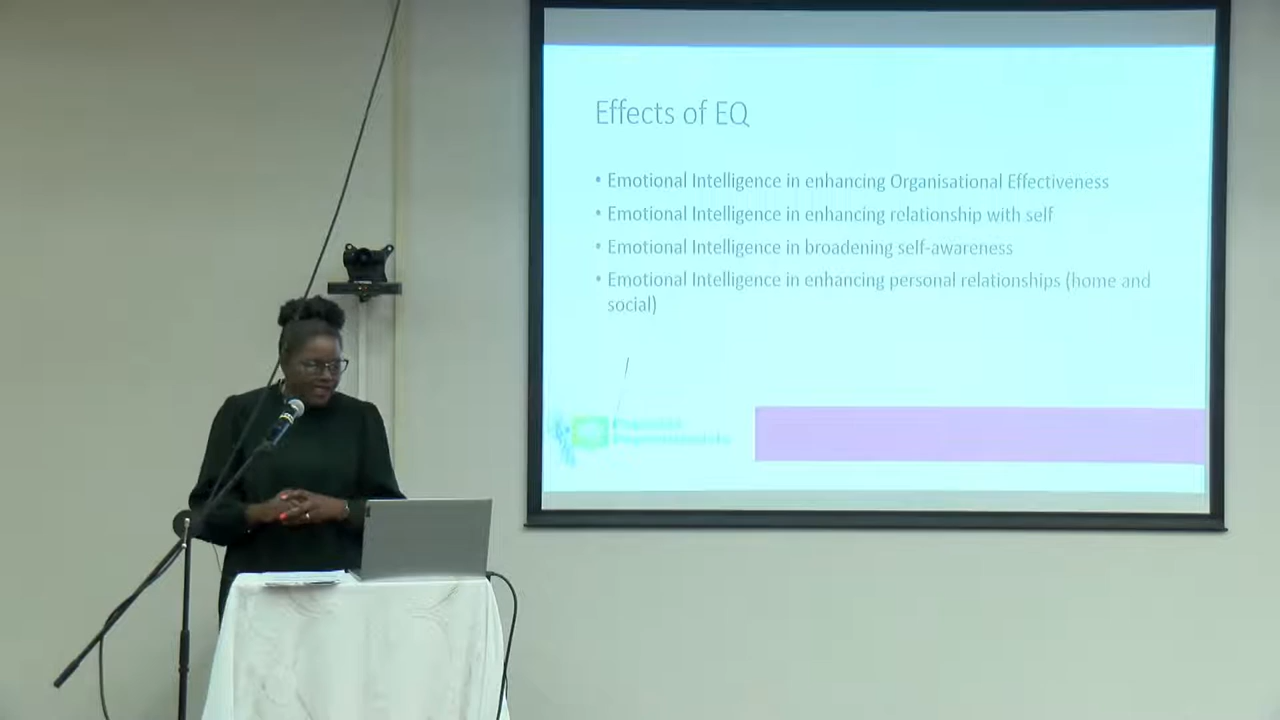 Effects of EQ
• Emotional Intelligence in enhancing Organisational Effectiveness
• Emotional Intelligence in enhancing relationship with self
• Emotional Intelligence in broadening self-awareness
• Emotional Intelligence in enhancing personal relationships (home and
social)